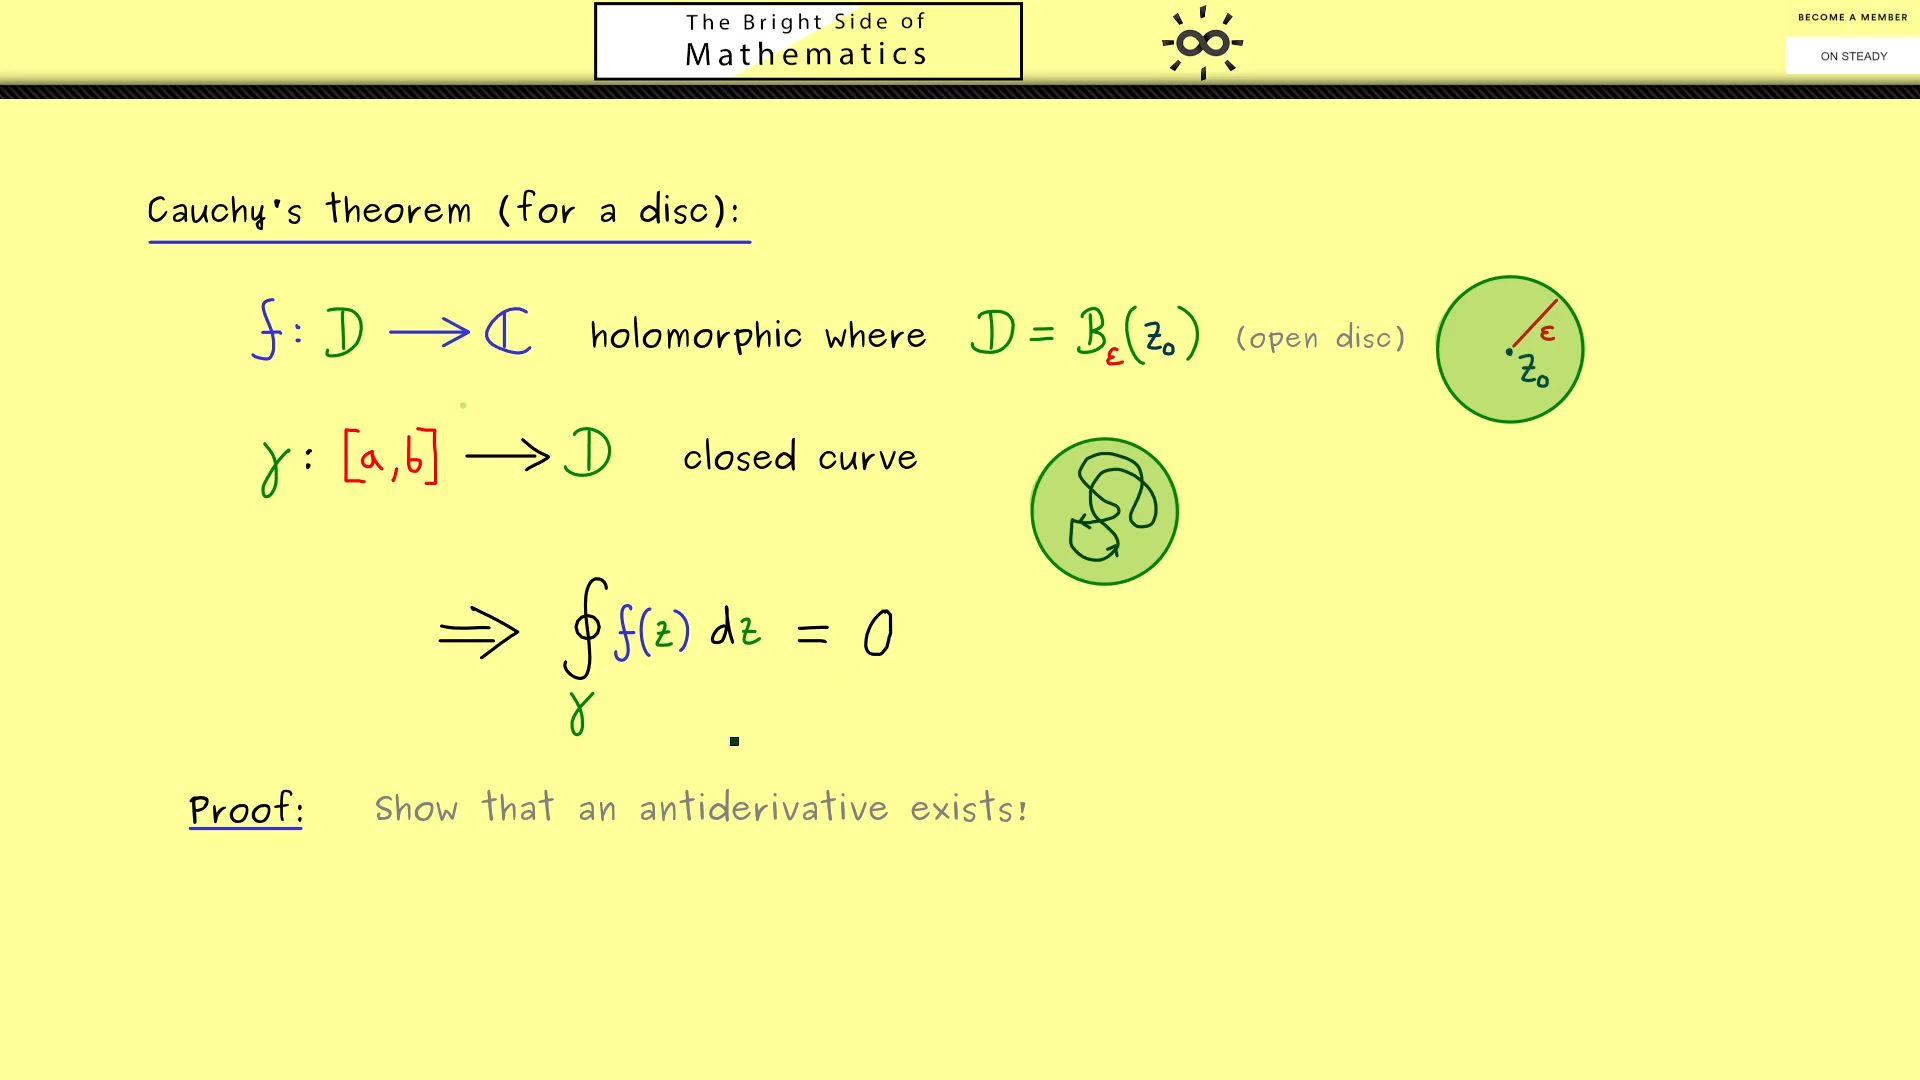 The Bright Side of
Mathematics
BECOME A MEMBER
ON STEADY
Cauchy's theorem (for a disc):
f: D → ℂ holomorphic where D = B_ε(z₀) (open disc)
ε
z₀
γ: [a,b] → D closed curve
⇒ ∮_γ f(z) dz = 0
Proof: Show that an antiderivative exists!